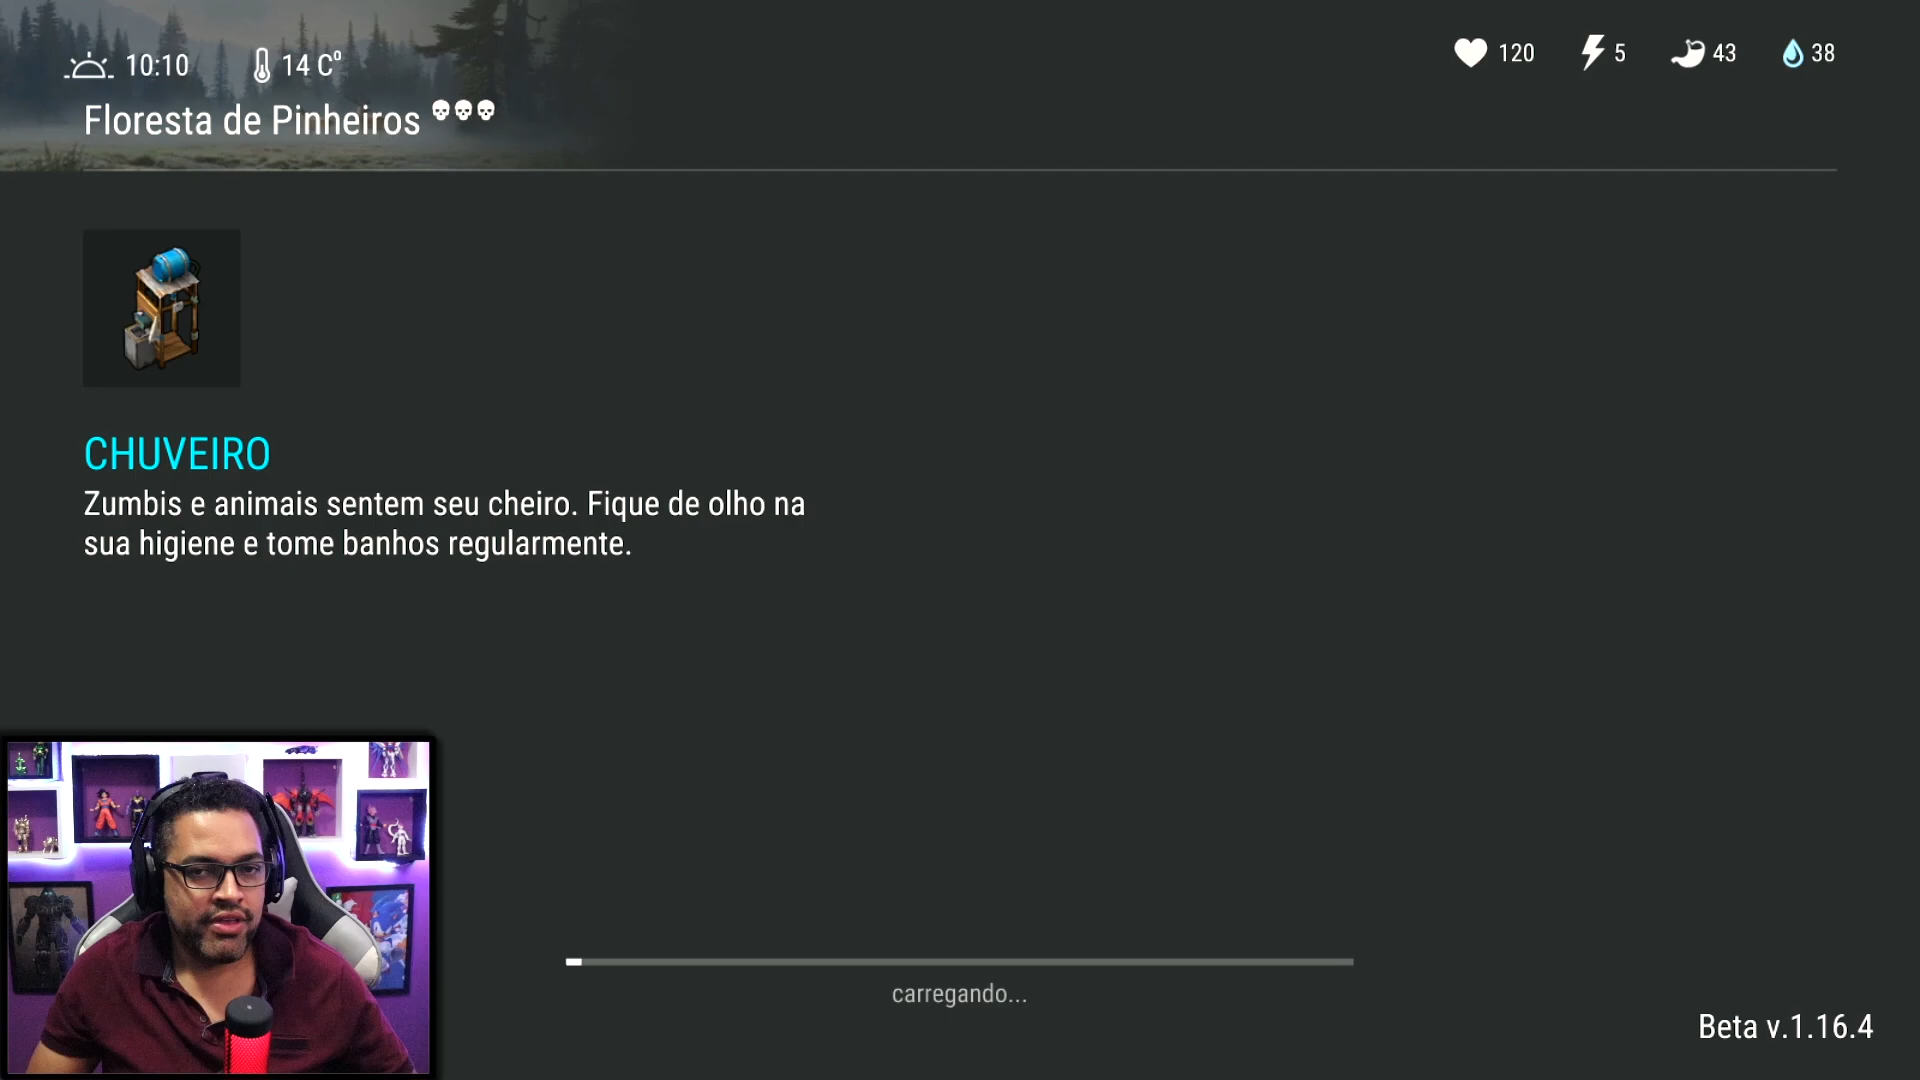 10:10
14 Cº
120
5
43
38
Floresta de Pinheiros
CHUVEIRO
Zumbis e animais sentem seu cheiro. Fique de olho na
sua higiene e tome banhos regularmente.
carregando...
Beta v.1.16.4